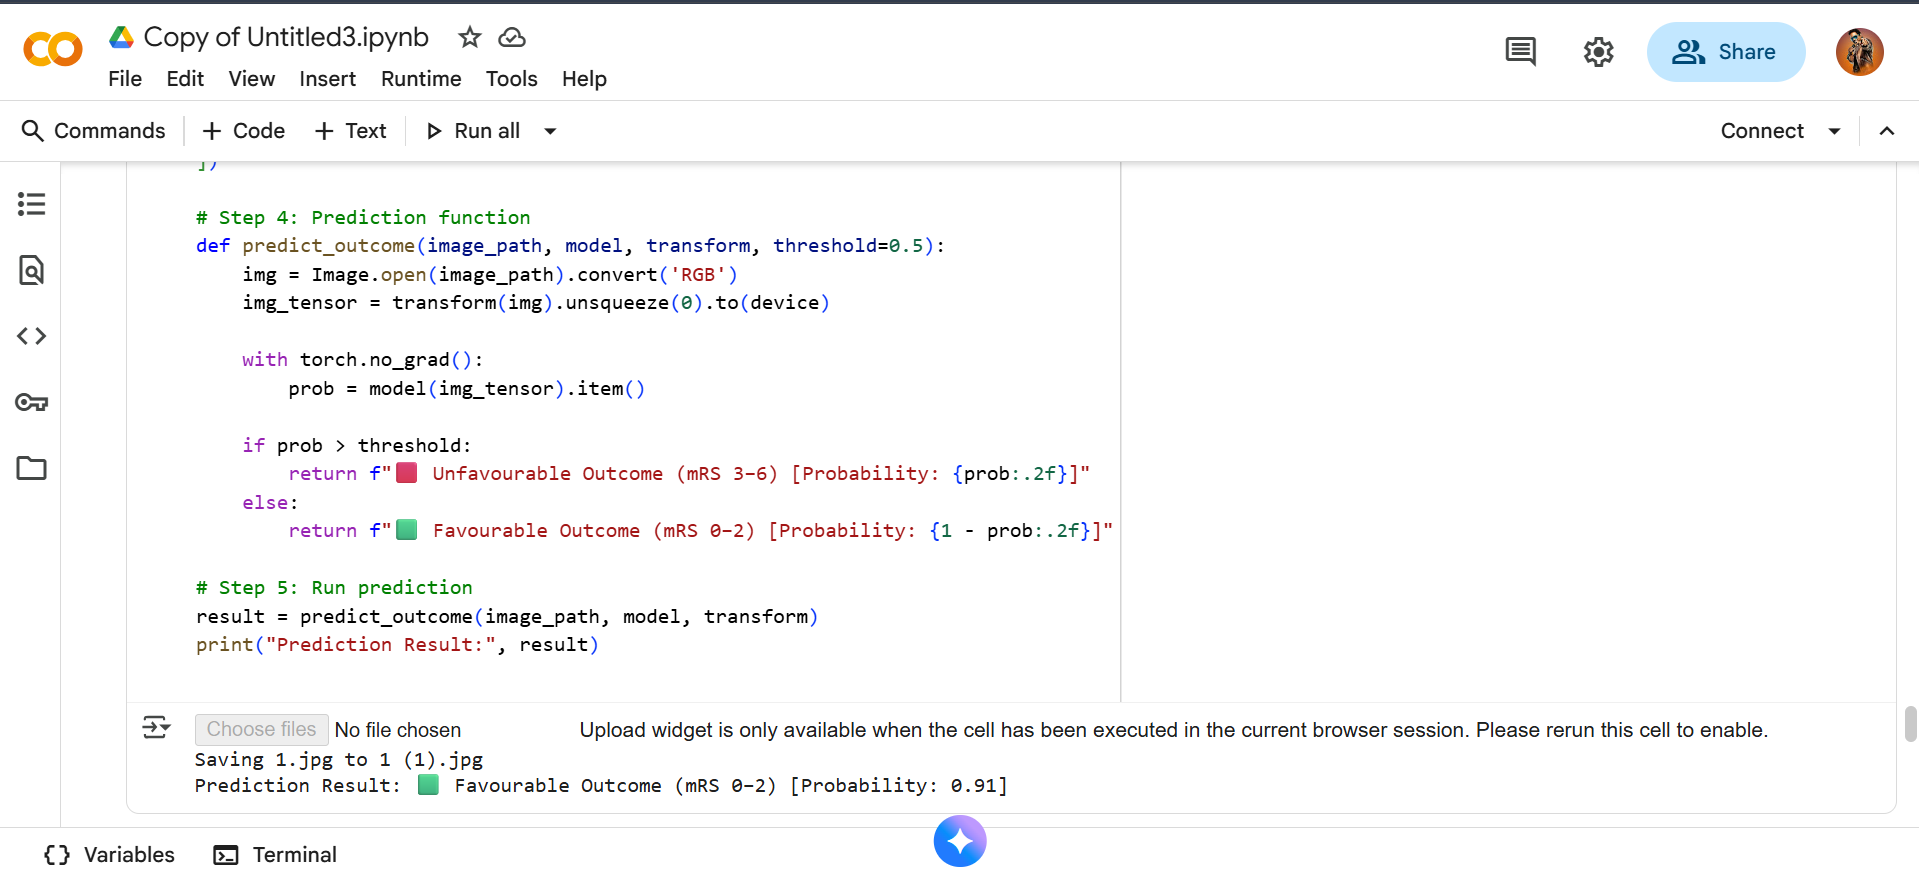 Copy of Untitled3.ipynb
File Edit View Insert Runtime Tools Help
Share
Commands + Code + Text Run all
Connect
])
# Step 4: Prediction function
def predict_outcome(image_path, model, transform, threshold=0.5):
    img = Image.open(image_path).convert('RGB')
    img_tensor = transform(img).unsqueeze(0).to(device)
    with torch.no_grad():
        prob = model(img_tensor).item()
    if prob > threshold:
        return f"🟥 Unfavourable Outcome (mRS 3–6) [Probability: {prob:.2f}]"
    else:
        return f"🟩 Favourable Outcome (mRS 0–2) [Probability: {1 - prob:.2f}]"
# Step 5: Run prediction
result = predict_outcome(image_path, model, transform)
print("Prediction Result:", result)
Choose files No file chosen Upload widget is only available when the cell has been executed in the current browser session. Please rerun this cell to enable.
Saving 1.jpg to 1 (1).jpg
Prediction Result: 🟩 Favourable Outcome (mRS 0–2) [Probability: 0.91]
Variables Terminal